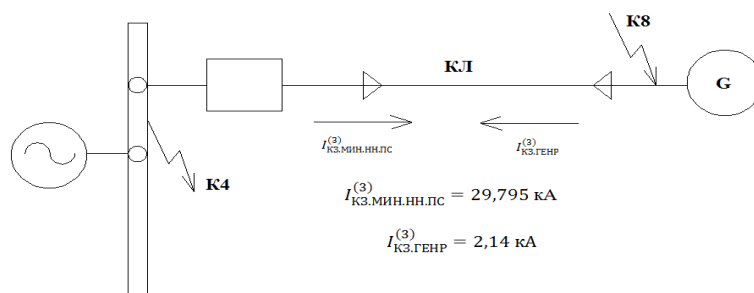 К8
КЛ
G
I(3)КЗ.МИН.НН.ПС
I(3)КЗ.ГЕНР
К4
I(3)КЗ.МИН.НН.ПС = 29,795 кА
I(3)КЗ.ГЕНР = 2,14 кА